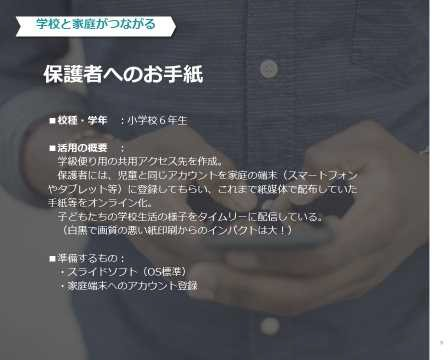 学校と家庭がつながる
保護者へのお手紙
■校種・学年　：小学校６年生
■活用の概要　：
学級便り用の共用アクセス先を作成。
保護者には、児童と同じアカウントを家庭の端末（スマートフォン
やタブレット等）に登録してもらい、これまで紙媒体で配布していた
手紙等をオンライン化。
子どもたちの学校生活の様子をタイムリーに配信している。
（白黒で画質の悪い紙印刷からのインパクトは大！）
■準備するもの：
・スライドソフト（OS標準）
・家庭端末へのアカウント登録